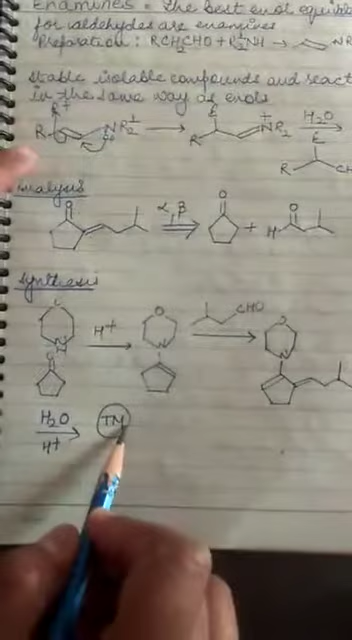 Enamines = The best enol equival
for aldehydes are enamines
Preparation : RCH₂CHO + R₂NH →
Stable isolable compounds and react
in the same way as enols
H₂O
Analysis
α, β
+
Synthesis
H⁺
CHO
H₂O
H⁺
TM